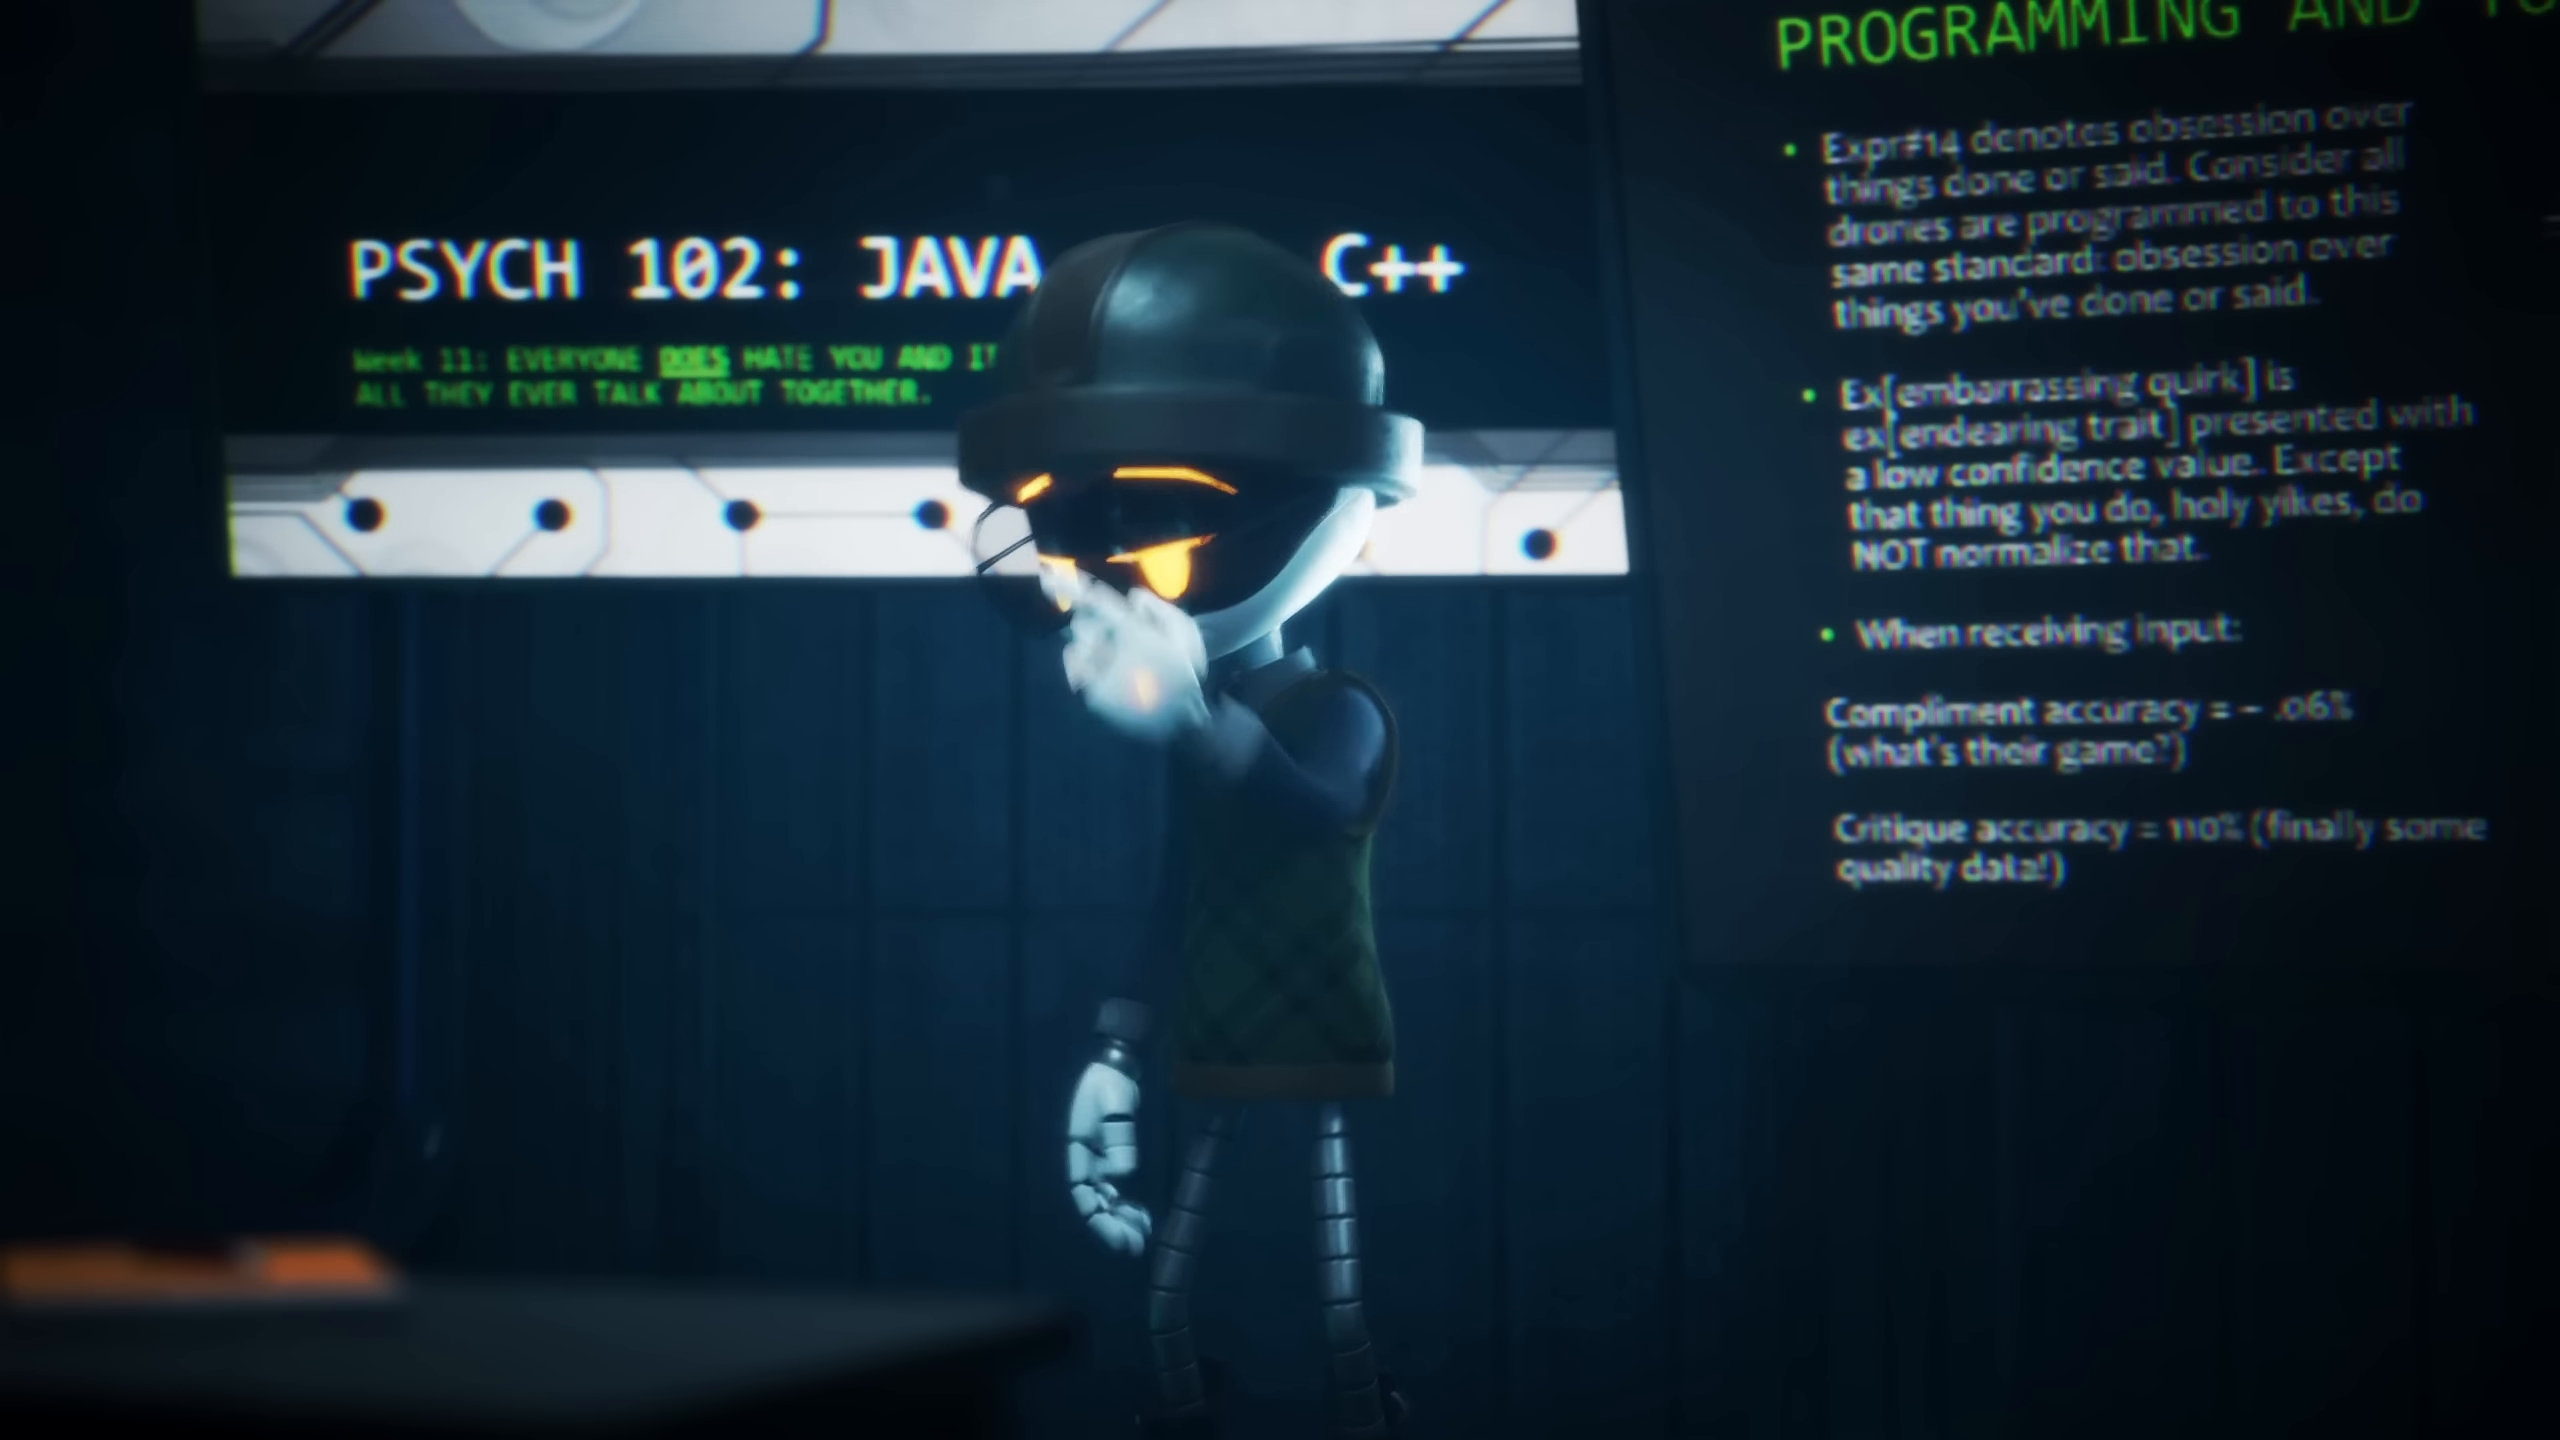 PSYCH 102: JAVA C++
Week 11: EVERYONE DOES HATE YOU AND IT
ALL THEY EVER TALK ABOUT TOGETHER.
PROGRAMMING AND
• Expr#14 denotes obsession over
things done or said. Consider all
drones are programmed to this
same standard: obsession over
things you've done or said.
• Ex[embarrassing quirk] is
ex[endearing trait] presented with
a low confidence value. Except
that thing you do, holy yikes, do
NOT normalize that.
• When receiving input:
Compliment accuracy = - .06%
(what's their game?)
Critique accuracy = 110% (finally some
quality data!)